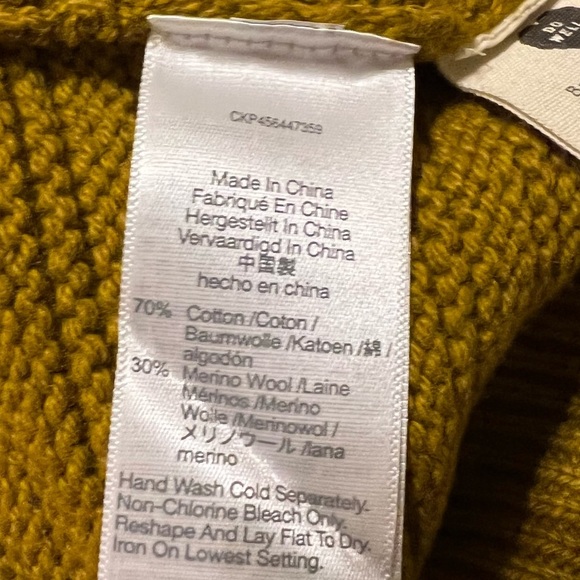 DO
WELL
CKP456447359
Made In China
Fabriqué En Chine
Hergestellt In China
Vervaardigd In China
中国製
hecho en china
70% Cotton /Coton /
Baumwolle /Katoen /綿 /
algodón
30% Merino Wool /Laine
Mérinos /Merino
Wolle /Merinowol /
メリノウール /lana
merino
Hand Wash Cold Separately.
Non-Chlorine Bleach Only.
Reshape And Lay Flat To Dry.
Iron On Lowest Setting.